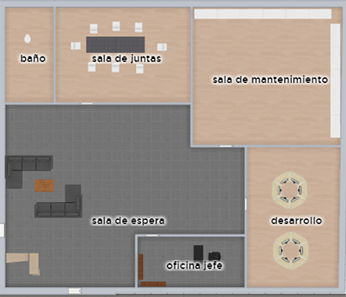 baño
sala de juntas
sala de mantenimiento
sala de espera
desarrollo
oficina jefe